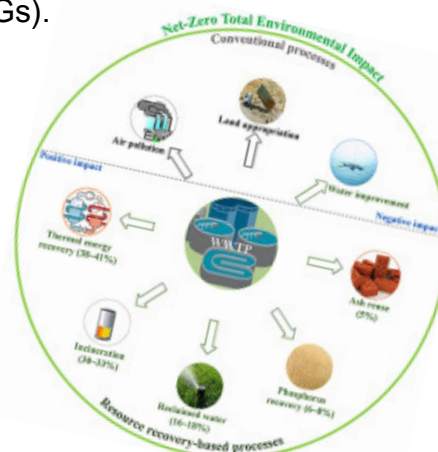 Gs).
Net-Zero Total Environmental Impact
Conventional processes
Air pollution
Land appropriation
Water improvement
Positive impact
Negative impact
WWTP
Thermal energy
recovery (38–41%)
Ash reuse
(5%)
Incineration
(30–33%)
Reclaimed water
(16–18%)
Phosphorus
recovery (6–8%)
Resource recovery-based processes